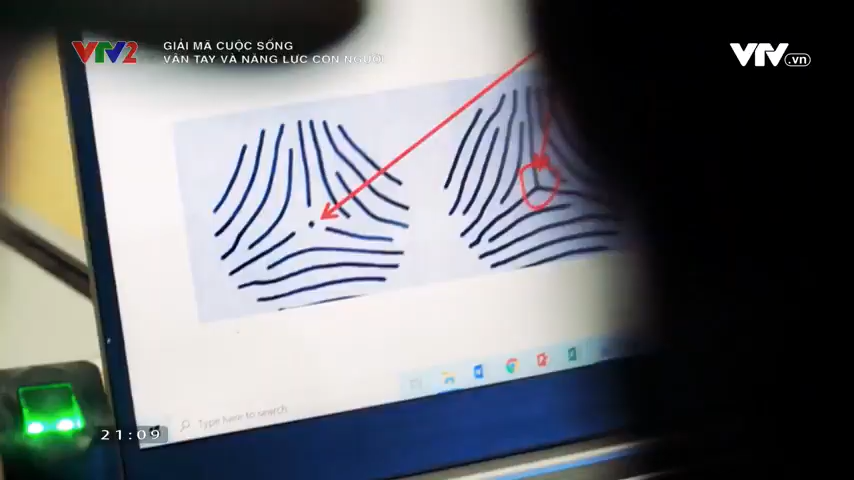 VTV2
GIẢI MÃ CUỘC SỐNG
VÂN TAY VÀ NĂNG LỰC CON NGƯỜI
VTV.vn
Type here to search
21:09